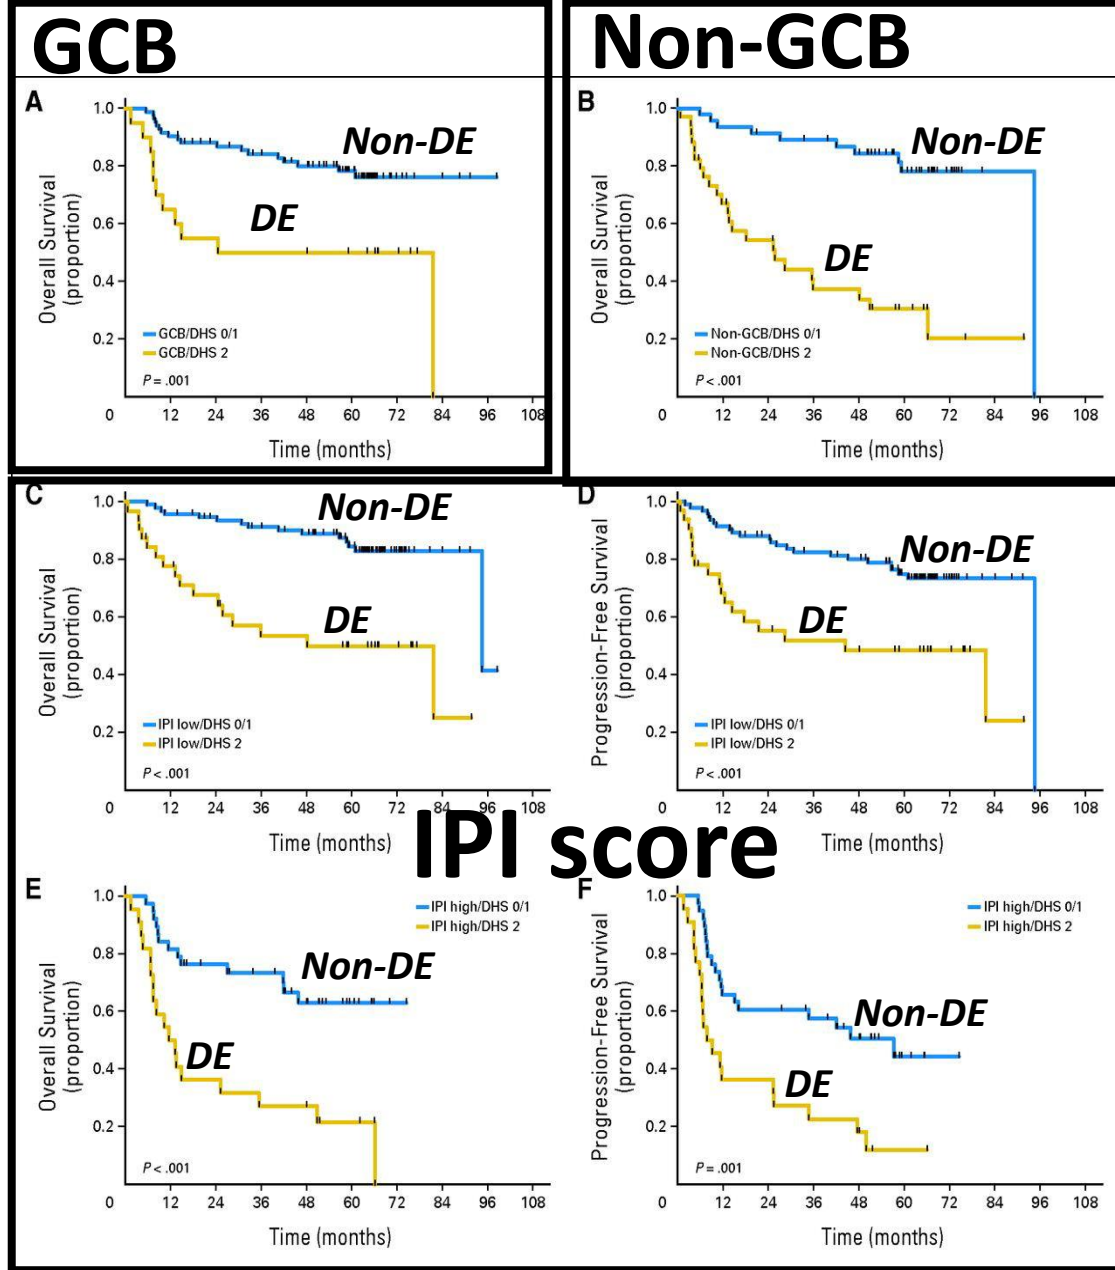 GCB
Non-GCB
A
1.0
0.8
0.6
0.4
0.2
Overall Survival
(proportion)
Non-DE
DE
GCB/DHS 0/1
GCB/DHS 2
P = .001
0 12 24 36 48 60 72 84 96 108
Time (months)
B
1.0
0.8
0.6
0.4
0.2
Overall Survival
(proportion)
Non-DE
DE
Non-GCB/DHS 0/1
Non-GCB/DHS 2
P < .001
0 12 24 36 48 60 72 84 96 108
Time (months)
C
1.0
0.8
0.6
0.4
0.2
Overall Survival
(proportion)
Non-DE
DE
IPI low/DHS 0/1
IPI low/DHS 2
P < .001
0 12 24 36 48 60 72 84 96 108
Time (months)
D
1.0
0.8
0.6
0.4
0.2
Progression-Free Survival
(proportion)
Non-DE
DE
IPI low/DHS 0/1
IPI low/DHS 2
P < .001
0 12 24 36 48 60 72 84 96 108
Time (months)
IPI score
E
1.0
0.8
0.6
0.4
0.2
Overall Survival
(proportion)
IPI high/DHS 0/1
IPI high/DHS 2
Non-DE
DE
P < .001
0 12 24 36 48 60 72 84 96 108
Time (months)
F
1.0
0.8
0.6
0.4
0.2
Progression-Free Survival
(proportion)
IPI high/DHS 0/1
IPI high/DHS 2
Non-DE
DE
P = .001
0 12 24 36 48 60 72 84 96 108
Time (months)